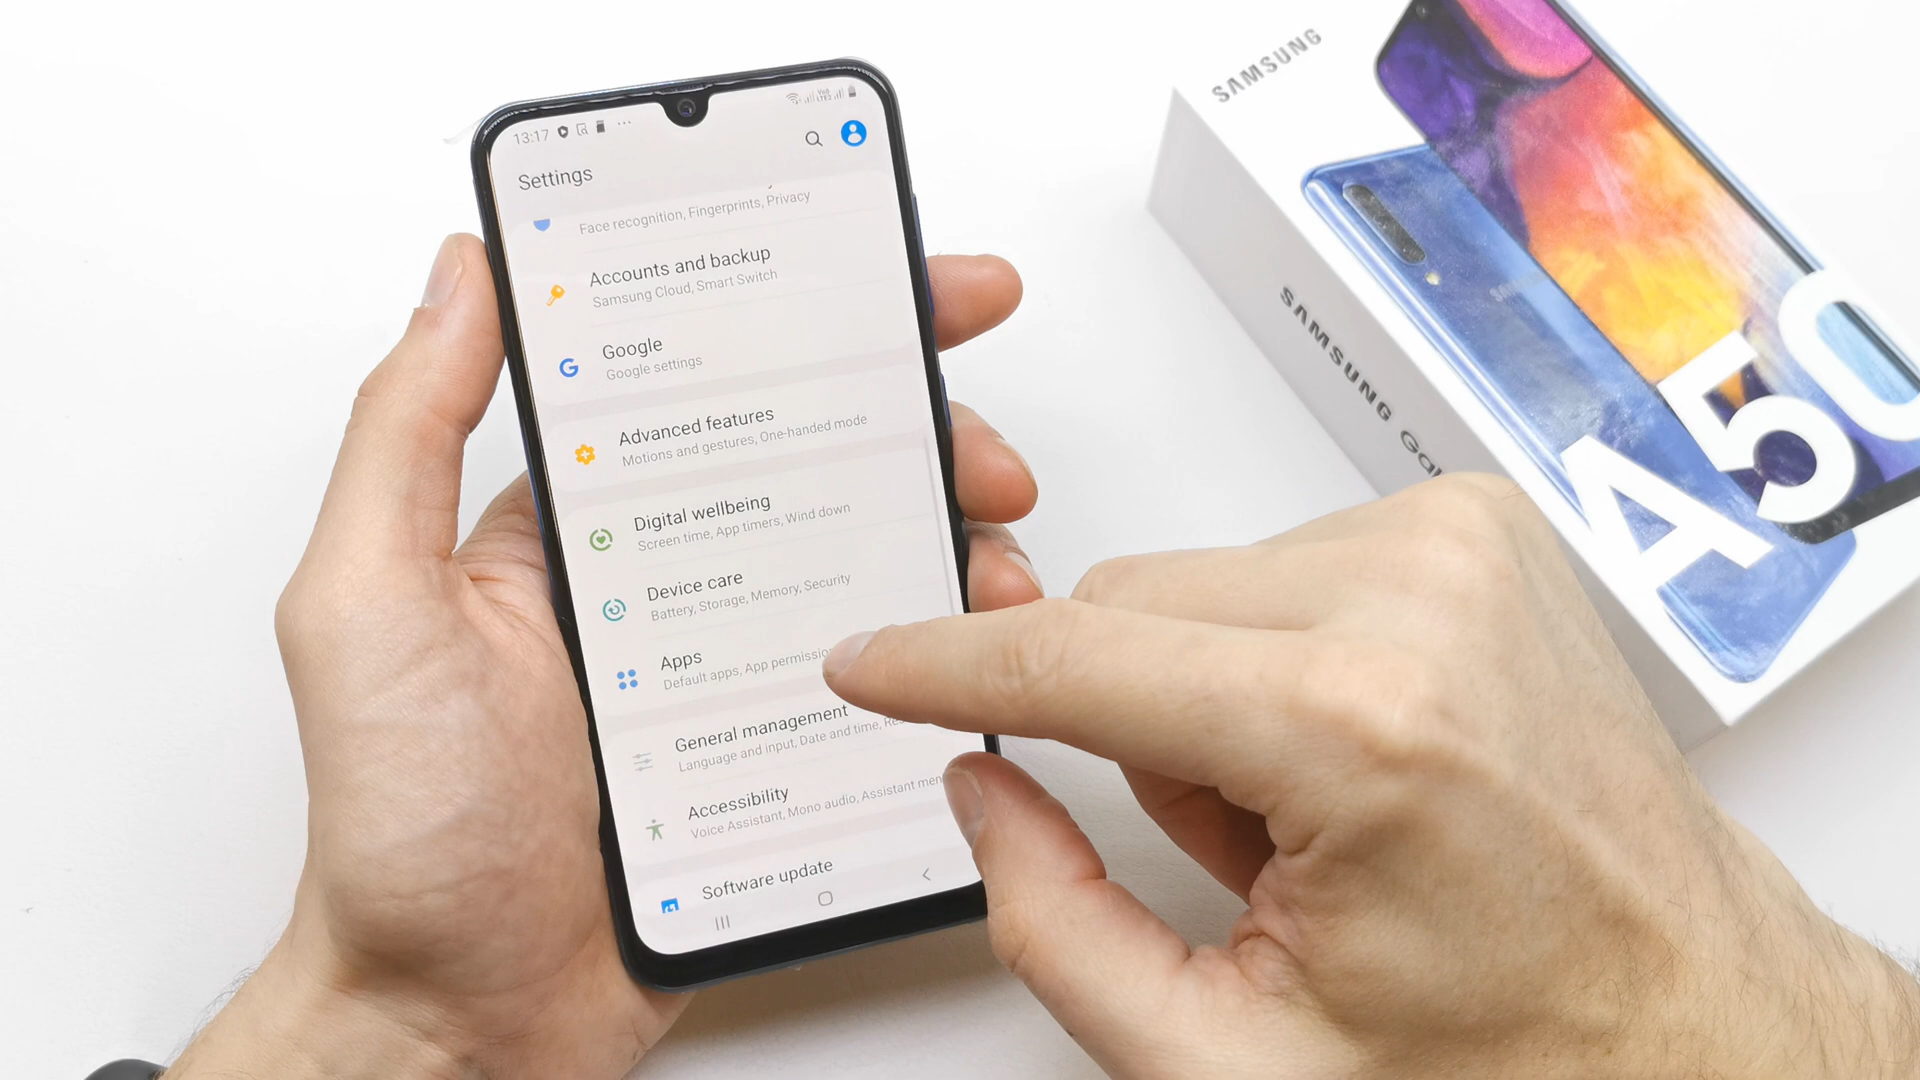 13:17
Settings
Face recognition, Fingerprints, Privacy
Accounts and backup
Samsung Cloud, Smart Switch
Google
Google settings
Advanced features
Motions and gestures, One-handed mode
Digital wellbeing
Screen time, App timers, Wind down
Device care
Battery, Storage, Memory, Security
Apps
Default apps, App permissio
General management
Language and input, Date and time, Re
Accessibility
Voice Assistant, Mono audio, Assistant men
Software update
SAMSUNG
SAMSUNG Gal
SAMSUNG
A50